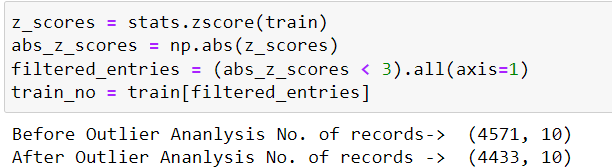 z_scores = stats.zscore(train)
abs_z_scores = np.abs(z_scores)
filtered_entries = (abs_z_scores < 3).all(axis=1)
train_no = train[filtered_entries]
Before Outlier Ananlysis No. of records->  (4571, 10)
After Outlier Ananlysis No. of records ->  (4433, 10)